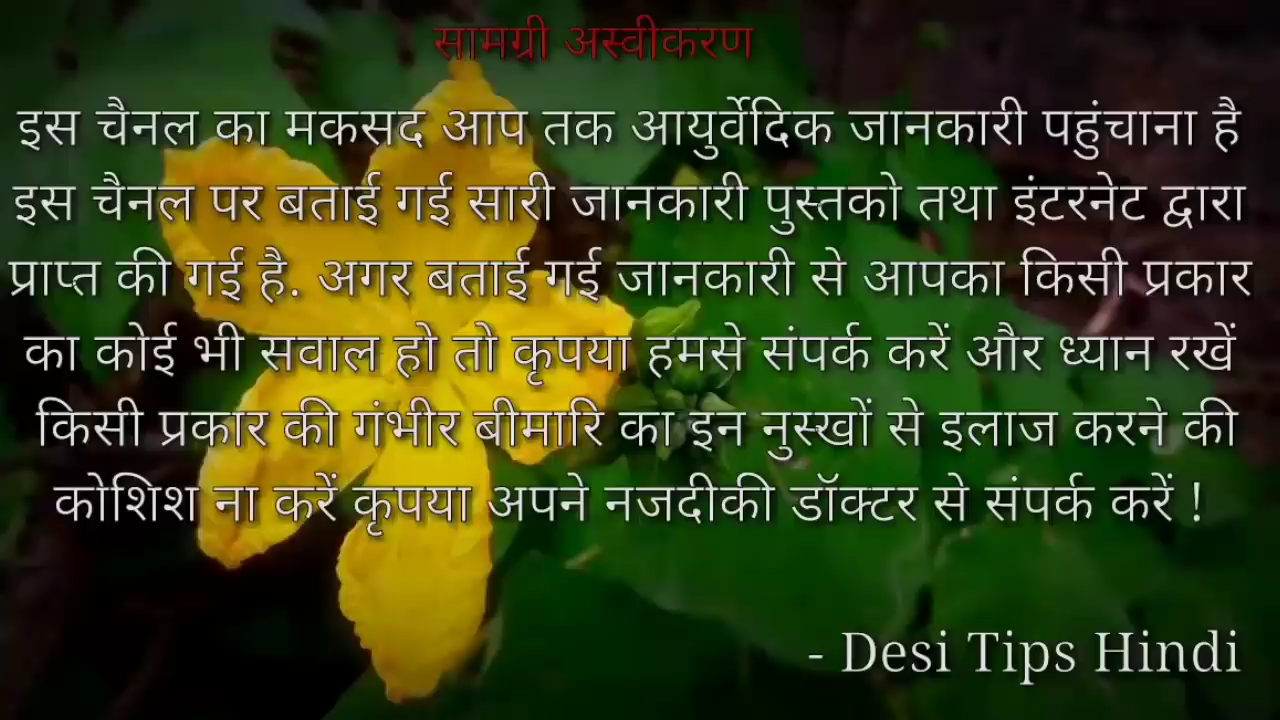 सामग्री अस्वीकरण
इस चैनल का मकसद आप तक आयुर्वेदिक जानकारी पहुंचाना है
इस चैनल पर बताई गई सारी जानकारी पुस्तको तथा इंटरनेट द्वारा
प्राप्त की गई है. अगर बताई गई जानकारी से आपका किसी प्रकार
का कोई भी सवाल हो तो कृपया हमसे संपर्क करें और ध्यान रखें
किसी प्रकार की गंभीर बीमारि का इन नुस्खों से इलाज करने की
कोशिश ना करें कृपया अपने नजदीकी डॉक्टर से संपर्क करें !
- Desi Tips Hindi